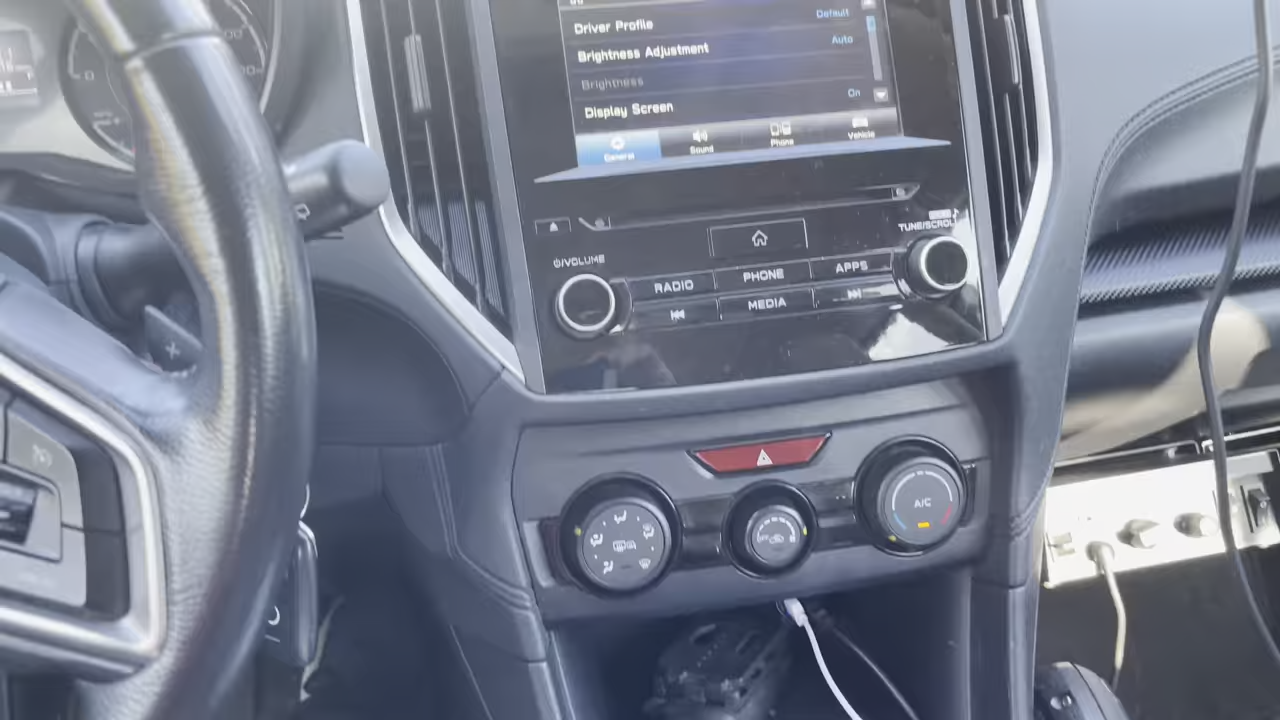 Driver Profile
Default
Brightness Adjustment
Auto
Brightness
Display Screen
On
General
Sound
Phone
Vehicle
TUNE/SCROLL
VOLUME
RADIO
PHONE
APPS
MEDIA
A/C
OFF